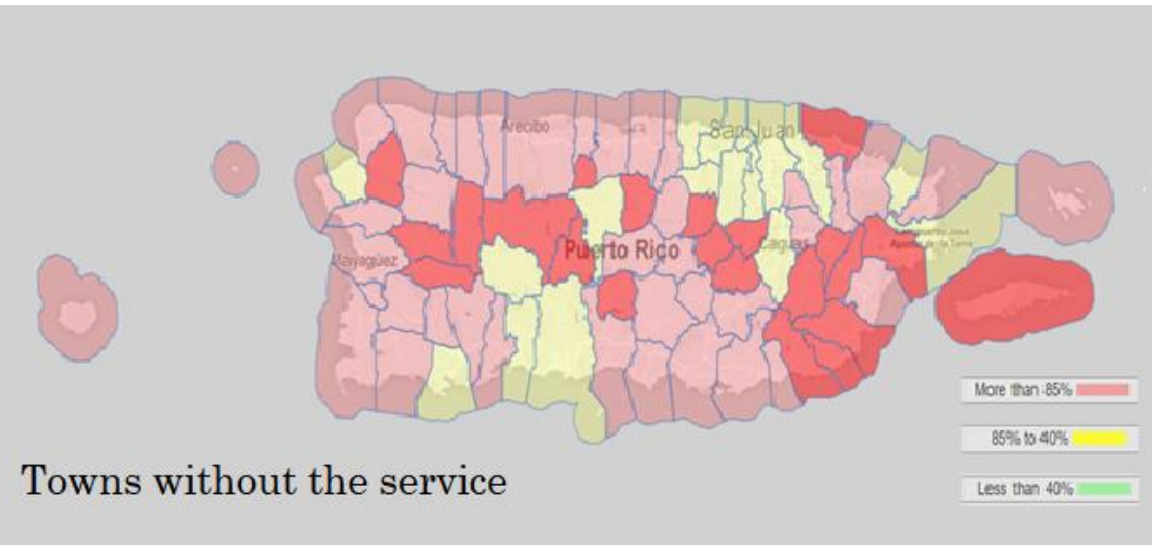 San Juan
Arecibo
Caguas
Puerto Rico
Mayagüez
More than 85%
85% to 40%
Less than 40%
Towns without the service